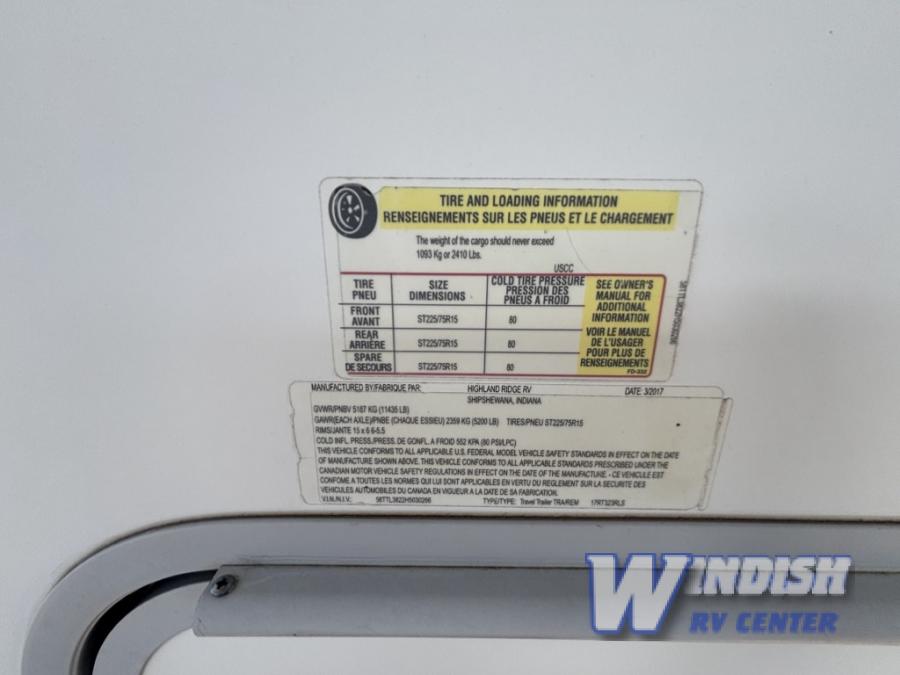 TIRE AND LOADING INFORMATION
RENSEIGNEMENTS SUR LES PNEUS ET LE CHARGEMENT
The weight of the cargo should never exceed
1093 Kg or 2410 Lbs.
USCC
TIRE PNEU SIZE DIMENSIONS COLD TIRE PRESSURE PRESSION DES PNEUS A FROID
FRONT AVANT ST225/75R15 80
REAR ARRIÈRE ST225/75R15 80
SPARE DE SECOURS ST225/75R15 80
SEE OWNER'S
MANUAL FOR
ADDITIONAL
INFORMATION
VOIR LE MANUEL
DE L'USAGER
POUR PLUS DE
RENSEIGNEMENTS
FD-332
MANUFACTURED BY/FABRIQUE PAR: HIGHLAND RIDGE RV DATE: 3/2017
SHIPSHEWANA, INDIANA
GVWR/PNBV 5187 KG (11435 LB)
GAWR(EACH AXLE)/PNBE (CHAQUE ESSIEU) 2359 KG (5200 LB) TIRES/PNEU ST225/75R15
RIMS/JANTE 15 x 6 6-5.5
COLD INFL. PRESS./PRESS. DE GONFL. A FROID 552 KPA (80 PSI/LPC)
THIS VEHICLE CONFORMS TO ALL APPLICABLE U.S. FEDERAL MODEL VEHICLE SAFETY STANDARDS IN EFFECT ON THE DATE
OF MANUFACTURE SHOWN ABOVE. THIS VEHICLE CONFORMS TO ALL APPLICABLE STANDARDS PRESCRIBED UNDER THE
CANADIAN MOTOR VEHICLE SAFETY REGULATIONS IN EFFECT ON THE DATE OF THE MANUFACTURE. - CE VEHICULE EST
CONFOME A TOUTES LES NORMES QUI LUI SONT APPLICABLES EN VERTU DU REGLEMENT SUR LA SECURITE DES
VEHICULES AUTOMOBILES DU CANADA EN VIGUEUR A LA DATE DE SA FABRICATION.
V.I.N./N.I.V.: 58TTL3822H5030266 TYPE/TYPE: Travel Trailer TRA/REM 17RT323RLS
WINDISH
RV CENTER